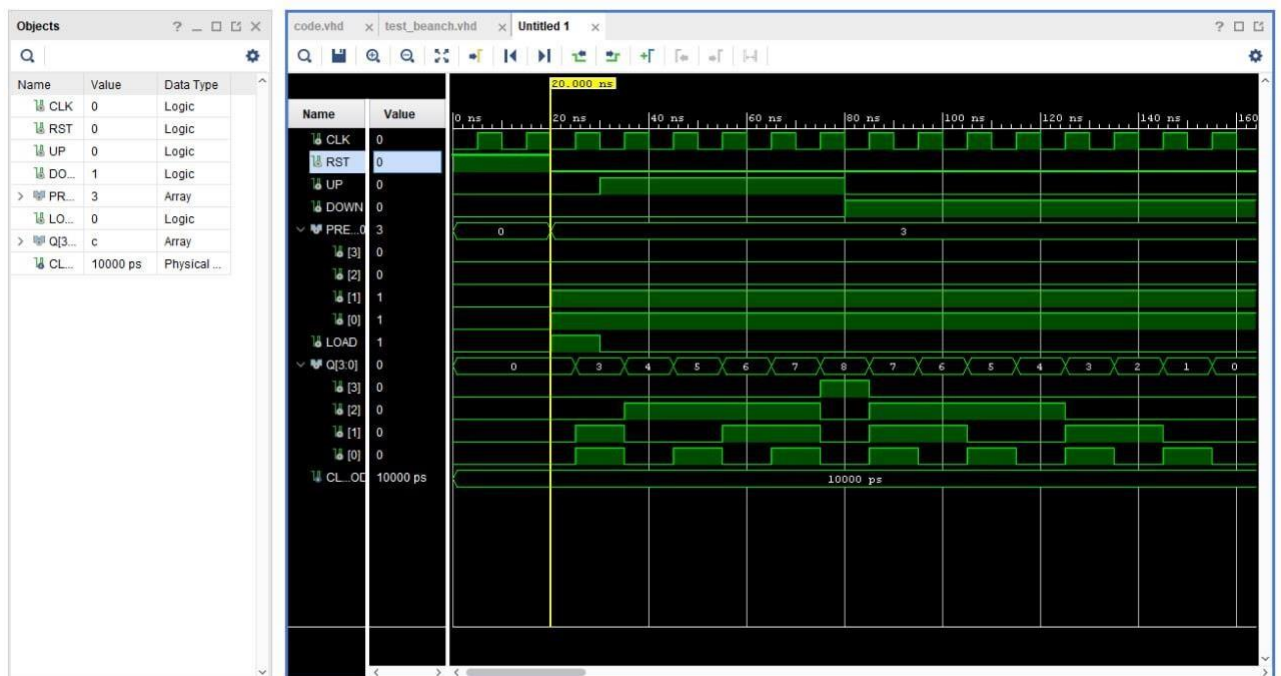 Objects
Name Value Data Type
CLK 0 Logic
RST 0 Logic
UP 0 Logic
DO... 1 Logic
PR... 3 Array
LO... 0 Logic
Q[3... c Array
CL... 10000 ps Physical ...
code.vhd test_beanch.vhd Untitled 1
20.000 ns
Name Value
0 ns 20 ns 40 ns 60 ns 80 ns 100 ns 120 ns 140 ns 160
CLK 0
RST 0
UP 0
DOWN 0
PRE...0 3 0 3
[3] 0
[2] 0
[1] 1
[0] 1
LOAD 1
Q[3:0] 0 0 3 4 5 6 7 8 7 6 5 4 3 2 1 0
[3] 0
[2] 0
[1] 0
[0] 0
CL...OD 10000 ps 10000 ps